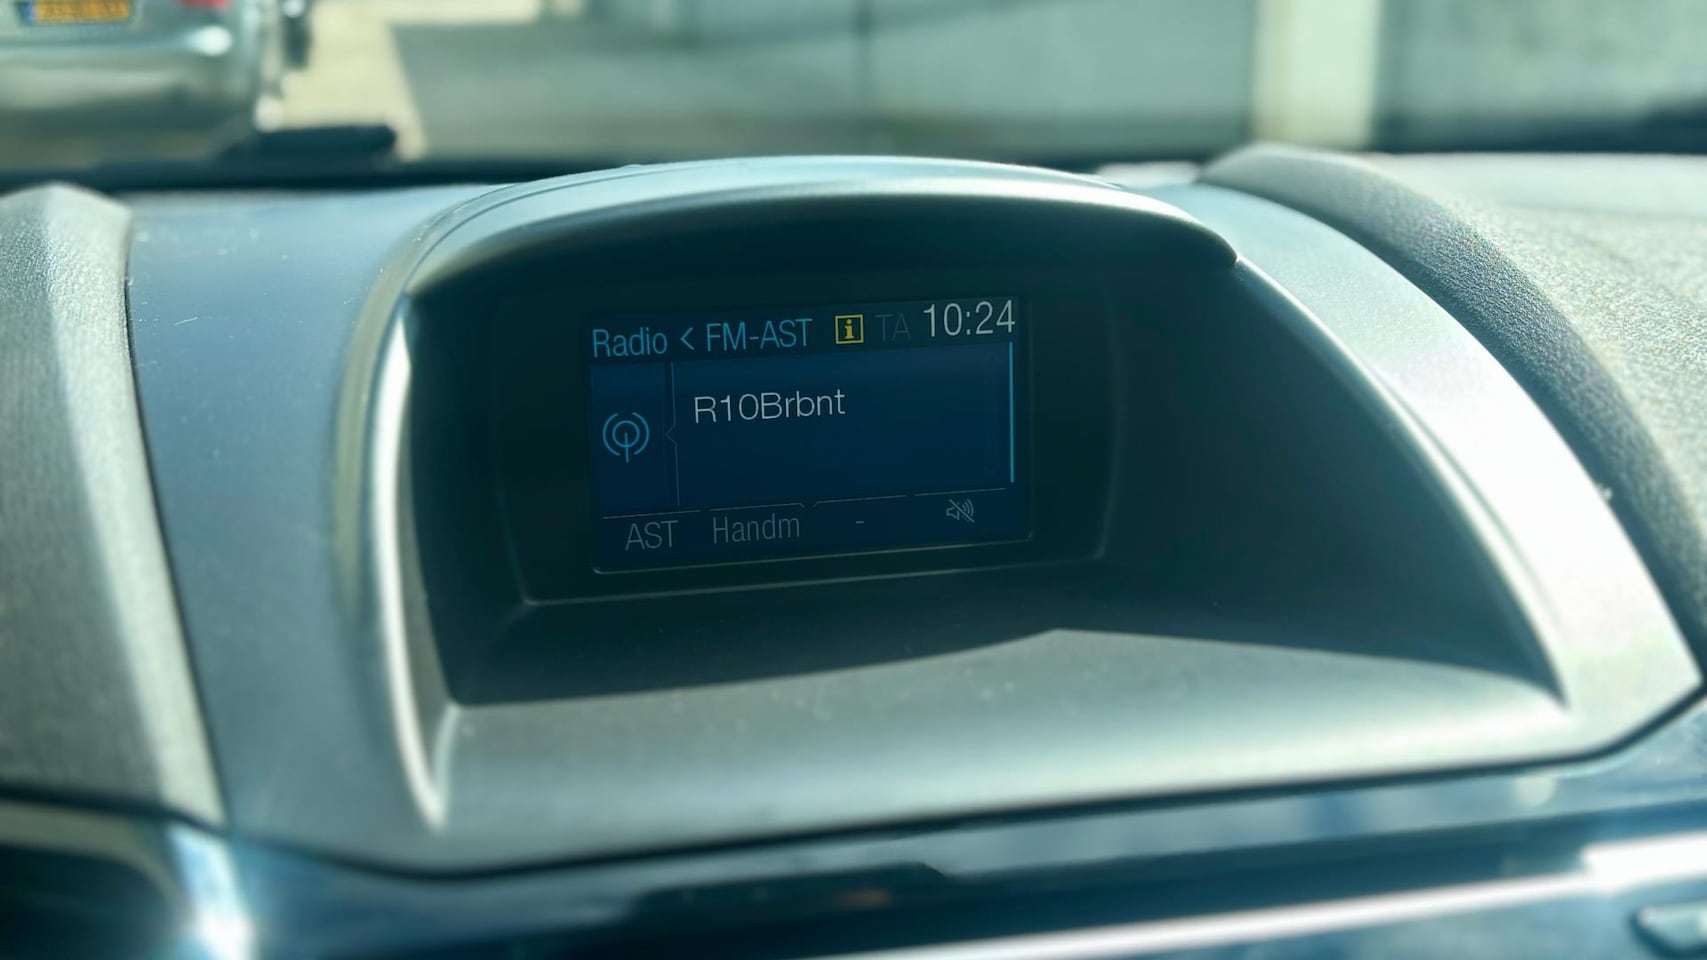 Radio < FM-AST i TA 10:24
R10Brbnt
AST Handm -